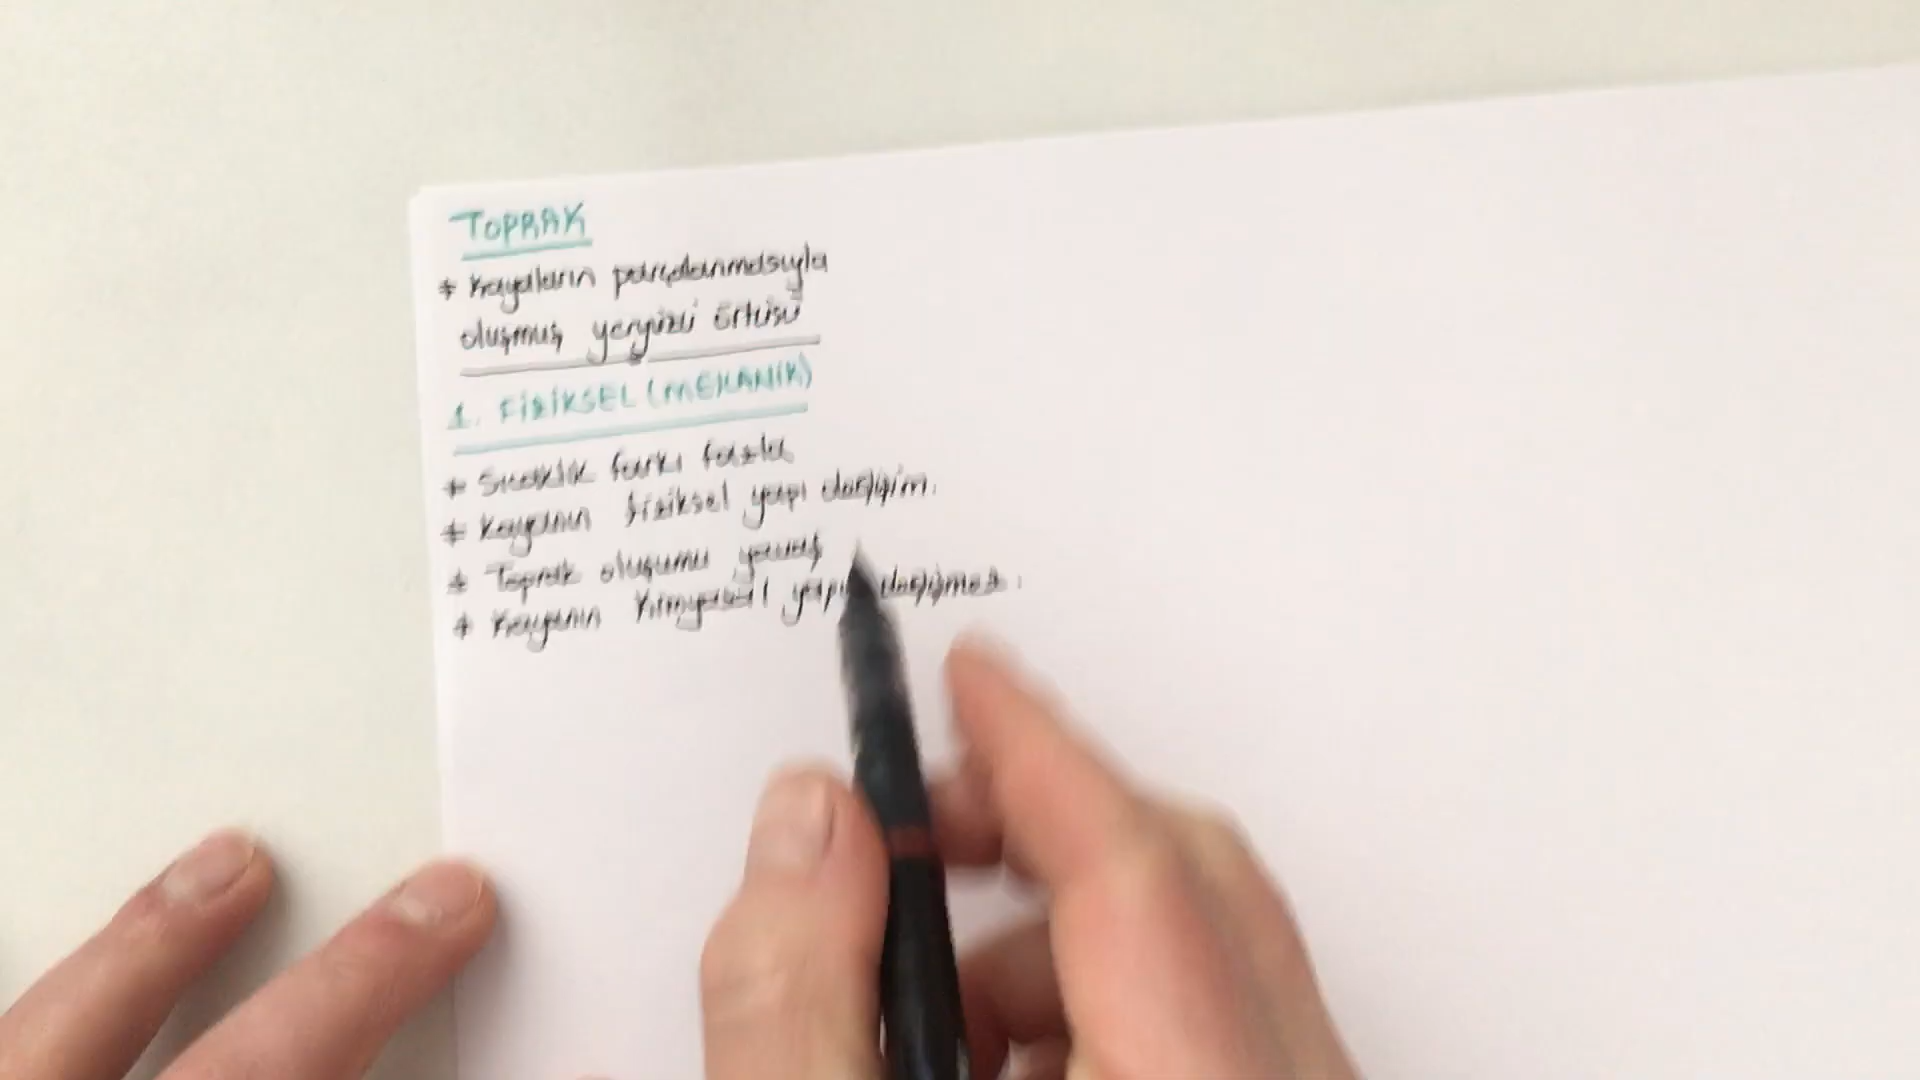 TOPRAK
* Kayaların parçalanmasıyla
oluşmuş yeryüzü örtüsü
1. FİZİKSEL (MEKANİK)
* Sıcaklık farkı fazla
* Kayanın fiziksel yapı değişim.
* Toprak oluşumu yavaş
* Kayanın kimyasal yapı değişmez.